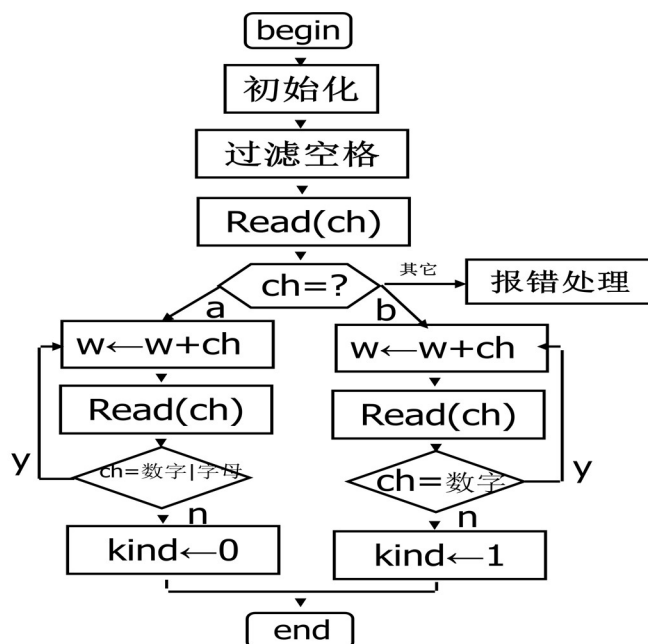 begin
初始化
过滤空格
Read(ch)
ch=?
其它
报错处理
a
b
w←w+ch
w←w+ch
Read(ch)
Read(ch)
y
ch=数字|字母
ch=数字
y
n
n
kind←0
kind←1
end